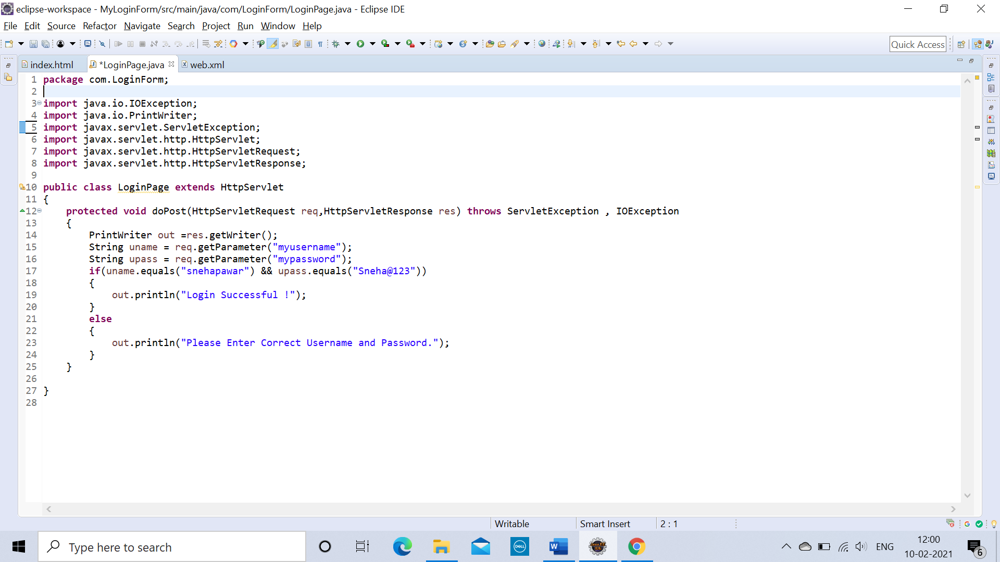 eclipse-workspace - MyLoginForm/src/main/java/com/LoginForm/LoginPage.java - Eclipse IDE
File Edit Source Refactor Navigate Search Project Run Window Help
Quick Access
index.html *LoginPage.java web.xml
1 package com.LoginForm;
2
3 import java.io.IOException;
4 import java.io.PrintWriter;
5 import javax.servlet.ServletException;
6 import javax.servlet.http.HttpServlet;
7 import javax.servlet.http.HttpServletRequest;
8 import javax.servlet.http.HttpServletResponse;
9
10 public class LoginPage extends HttpServlet
11 {
12     protected void doPost(HttpServletRequest req,HttpServletResponse res) throws ServletException , IOException
13     {
14         PrintWriter out =res.getWriter();
15         String uname = req.getParameter("myusername");
16         String upass = req.getParameter("mypassword");
17         if(uname.equals("snehapawar") && upass.equals("Sneha@123"))
18         {
19             out.println("Login Successful !");
20         }
21         else
22         {
23             out.println("Please Enter Correct Username and Password.");
24         }
25     }
26
27 }
28
Writable Smart Insert 2 : 1
Type here to search
DELL
ENG
12:00
10-02-2021
6